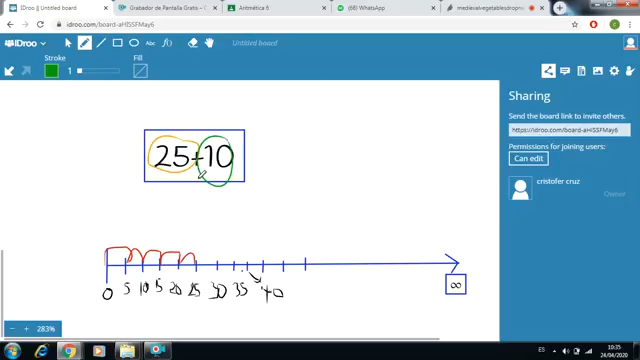 IDroo: Untitled board
Grabador de Pantalla Gratis
Aritmética 6
(68) WhatsApp
medievalvegetablestropn
idroo.com/board-aHISSFMay6
IDROO
Abc
f(x)
Untitled board
Stroke
1
Fill
Sharing
Send the board link to invite others.
https://idroo.com/board-aHISSFMay6
Permissions for joining users:
Can edit
cristofer cruz
Owner
25+10
0 5 10 15 20 25 30 35 40 ∞
283%
ES
10:35
24/04/2020